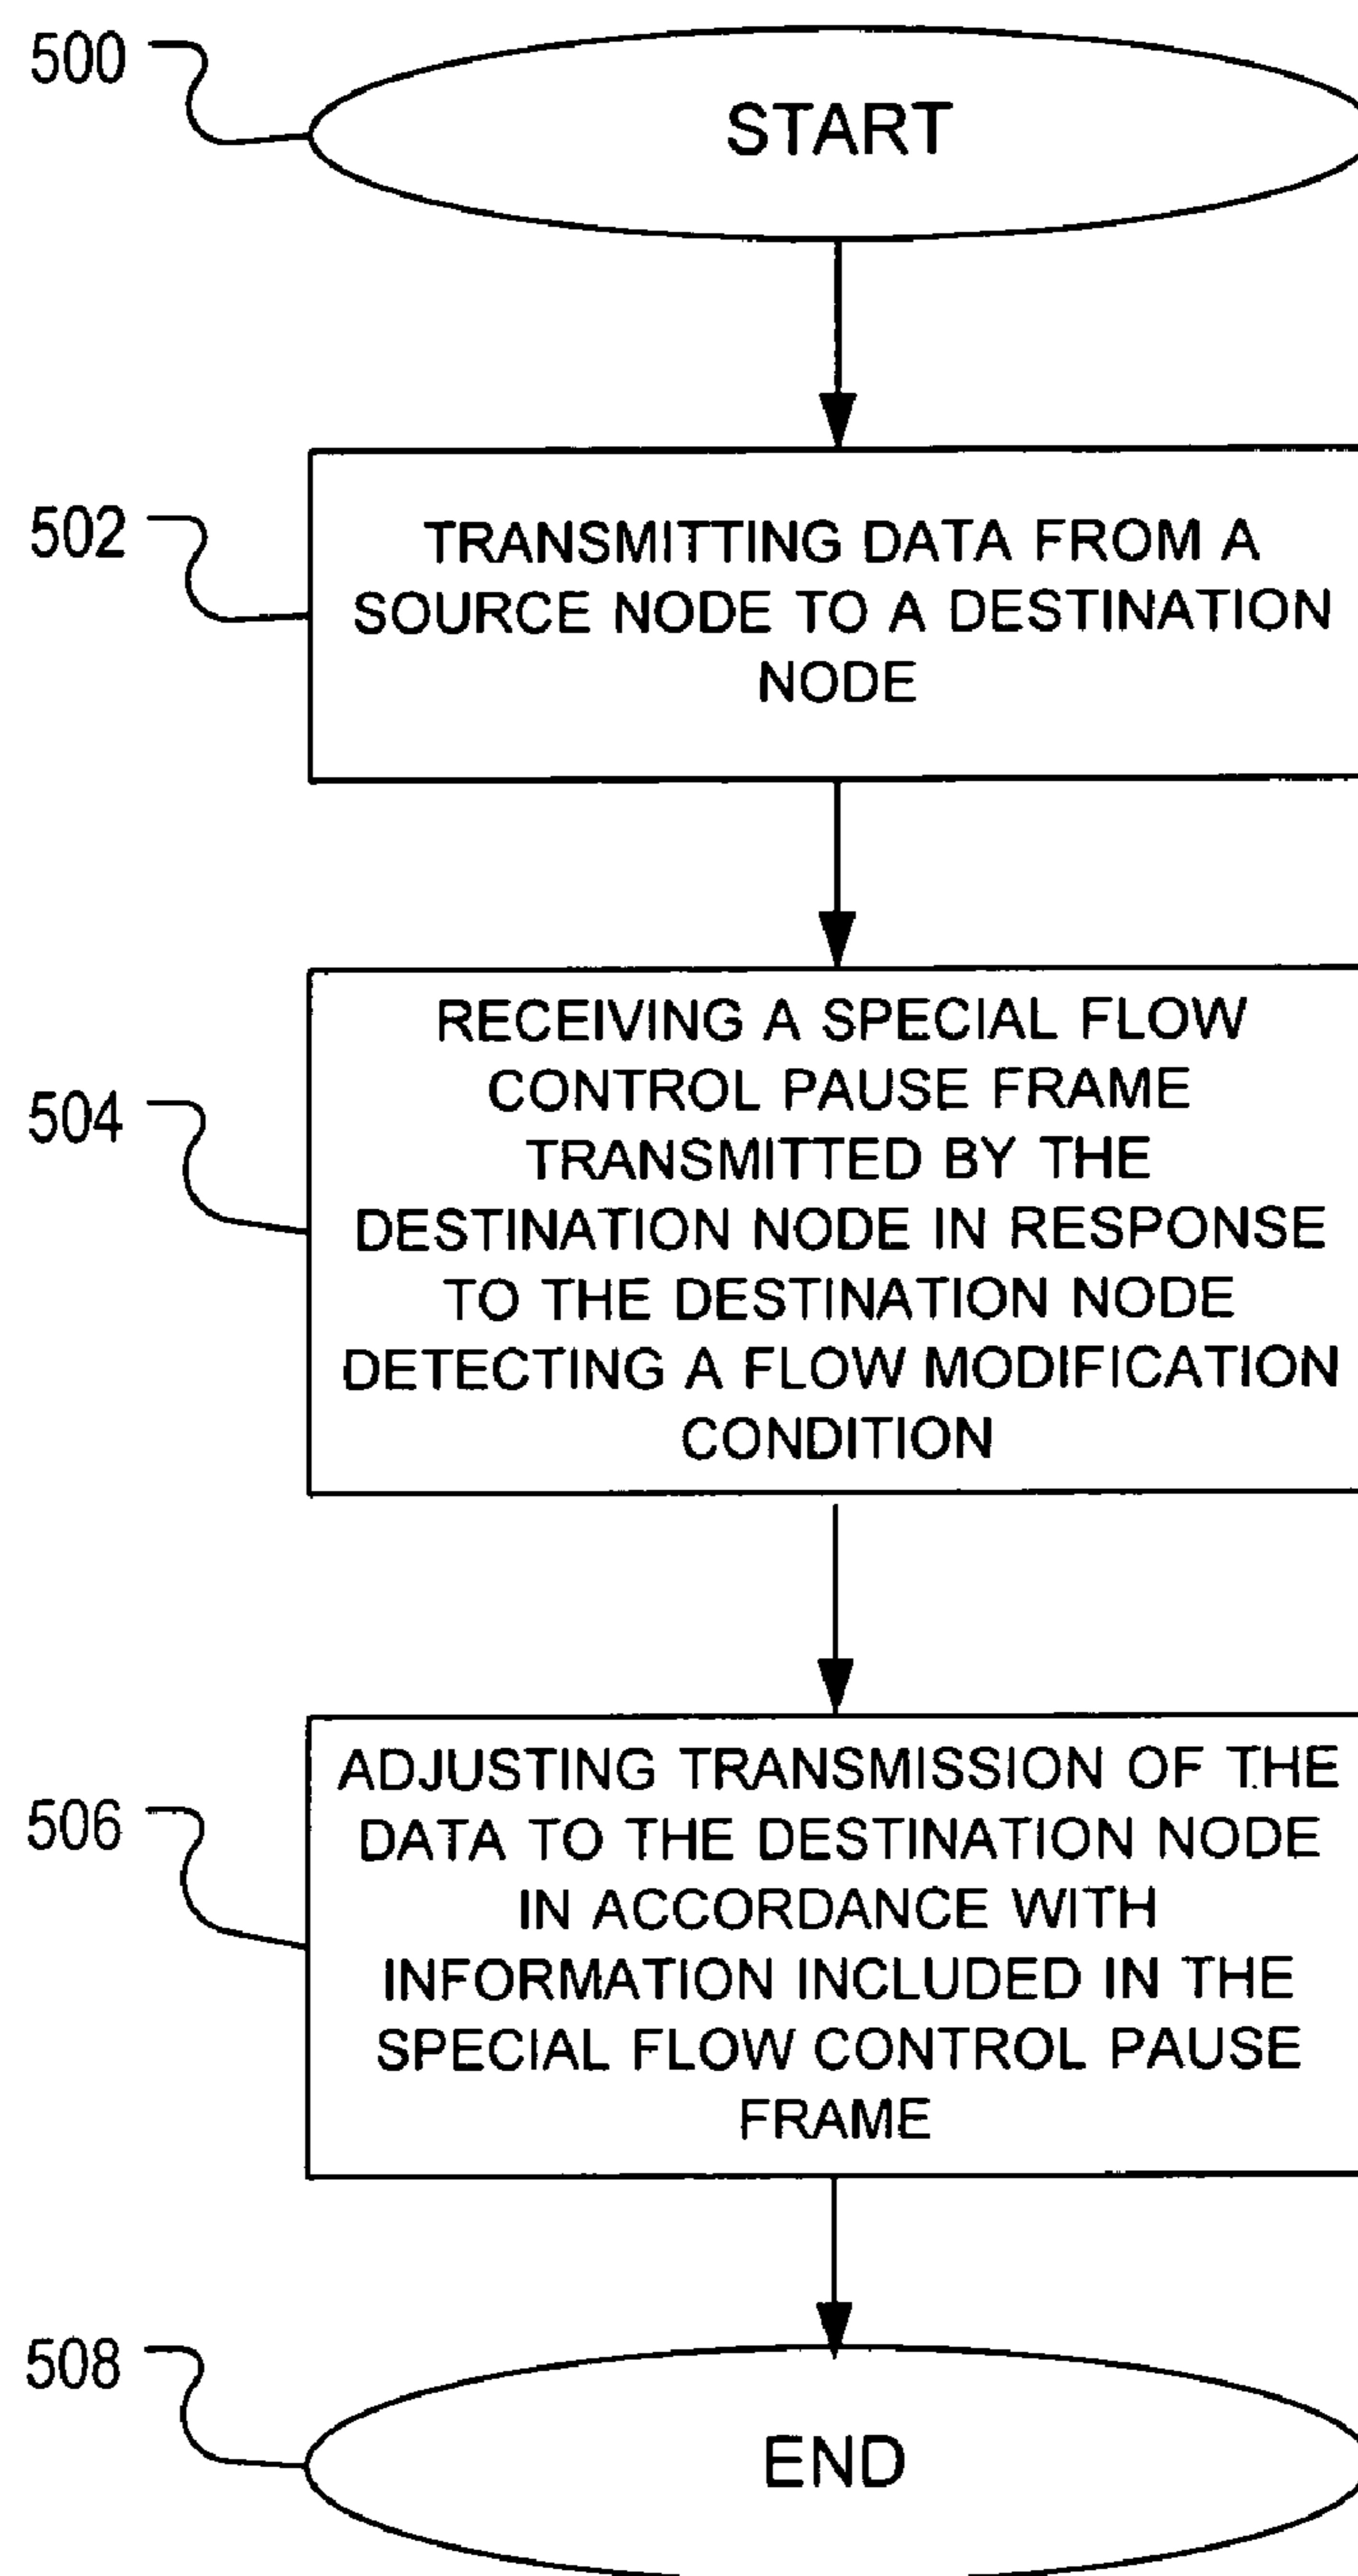 500
START
502
TRANSMITTING DATA FROM A
SOURCE NODE TO A DESTINATION
NODE
504
RECEIVING A SPECIAL FLOW
CONTROL PAUSE FRAME
TRANSMITTED BY THE
DESTINATION NODE IN RESPONSE
TO THE DESTINATION NODE
DETECTING A FLOW MODIFICATION
CONDITION
506
ADJUSTING TRANSMISSION OF THE
DATA TO THE DESTINATION NODE
IN ACCORDANCE WITH
INFORMATION INCLUDED IN THE
SPECIAL FLOW CONTROL PAUSE
FRAME
508
END